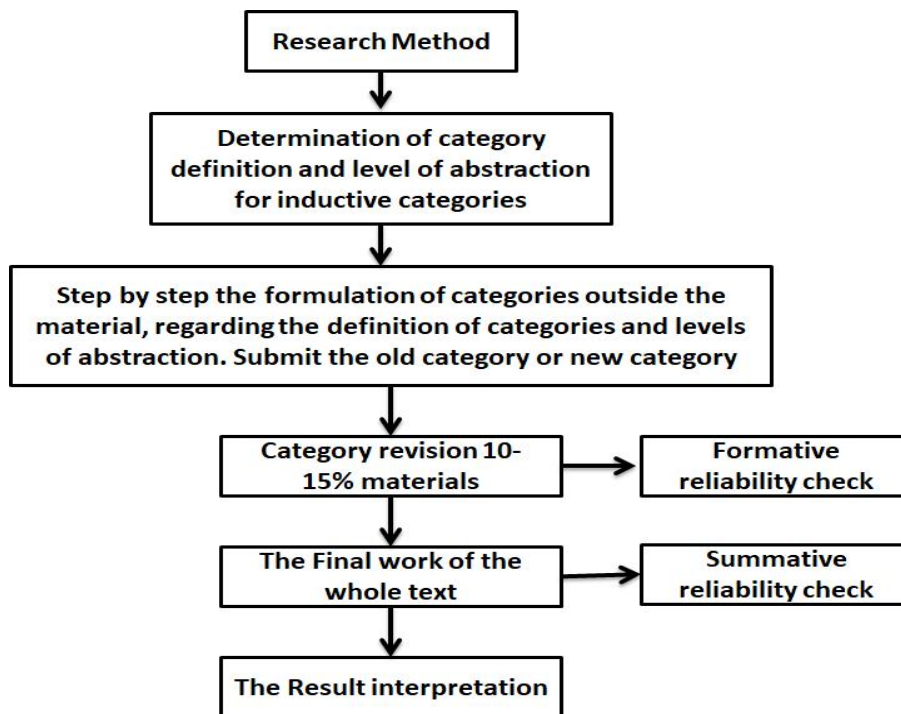 Research Method
Determination of category
definition and level of abstraction
for inductive categories
Step by step the formulation of categories outside the
material, regarding the definition of categories and levels
of abstraction. Submit the old category or new category
Category revision 10-
15% materials
Formative
reliability check
The Final work of the
whole text
Summative
reliability check
The Result interpretation